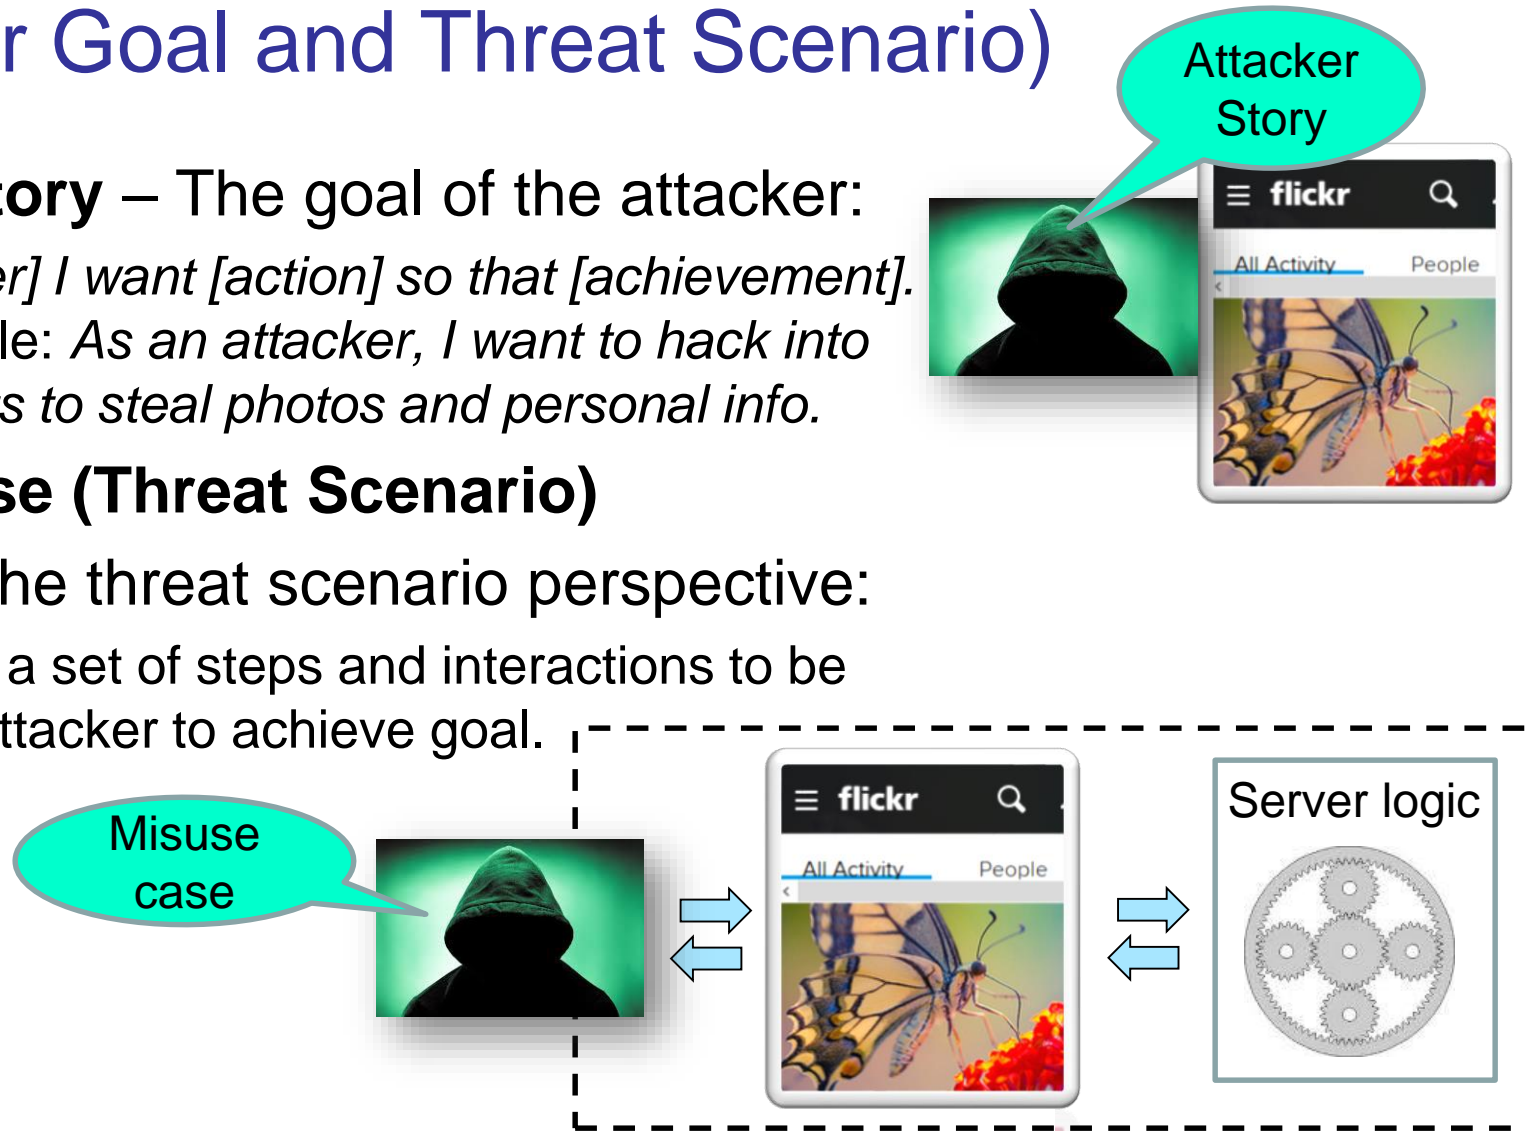 r Goal and Threat Scenario)
Attacker
Story
tory – The goal of the attacker:
er] I want [action] so that [achievement].
le: As an attacker, I want to hack into
s to steal photos and personal info.
flickr
All Activity People
se (Threat Scenario)
he threat scenario perspective:
a set of steps and interactions to be
ttacker to achieve goal.
Misuse
case
flickr
All Activity People
Server logic